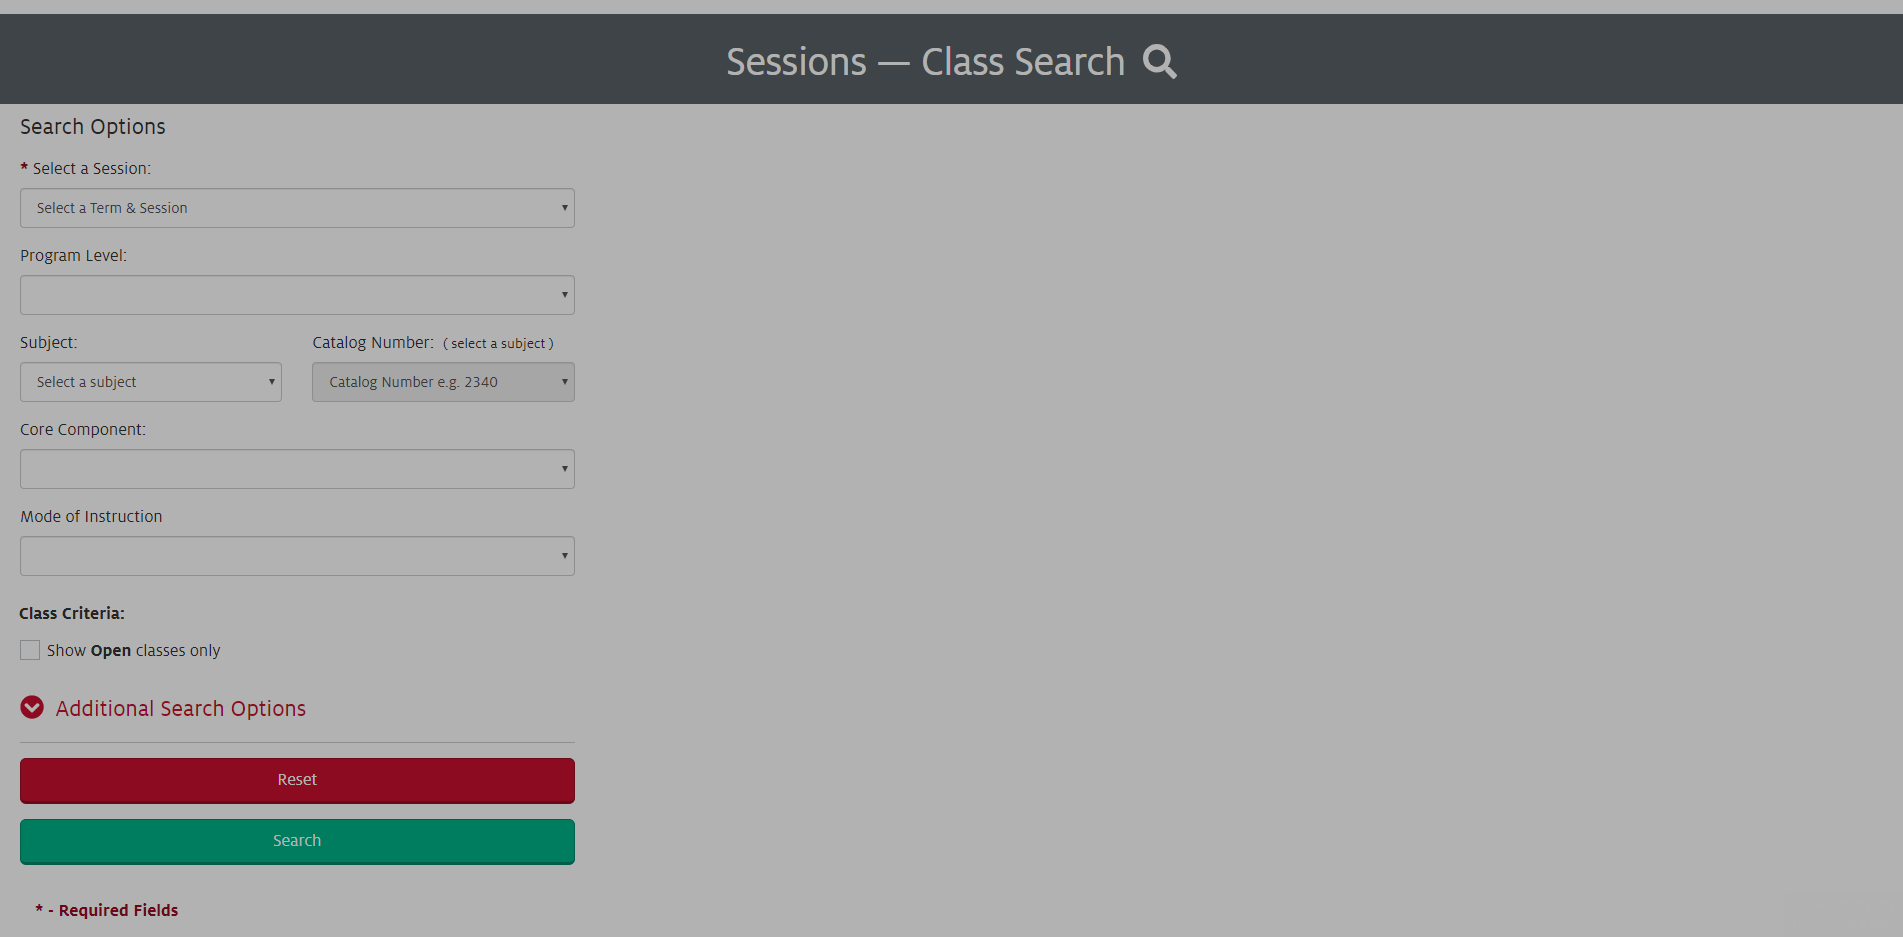 Sessions — Class Search
Search Options
* Select a Session:
Select a Term & Session
Program Level:
Subject:
Catalog Number: ( select a subject )
Select a subject
Catalog Number e.g. 2340
Core Component:
Mode of Instruction
Class Criteria:
Show Open classes only
Additional Search Options
Reset
Search
* - Required Fields